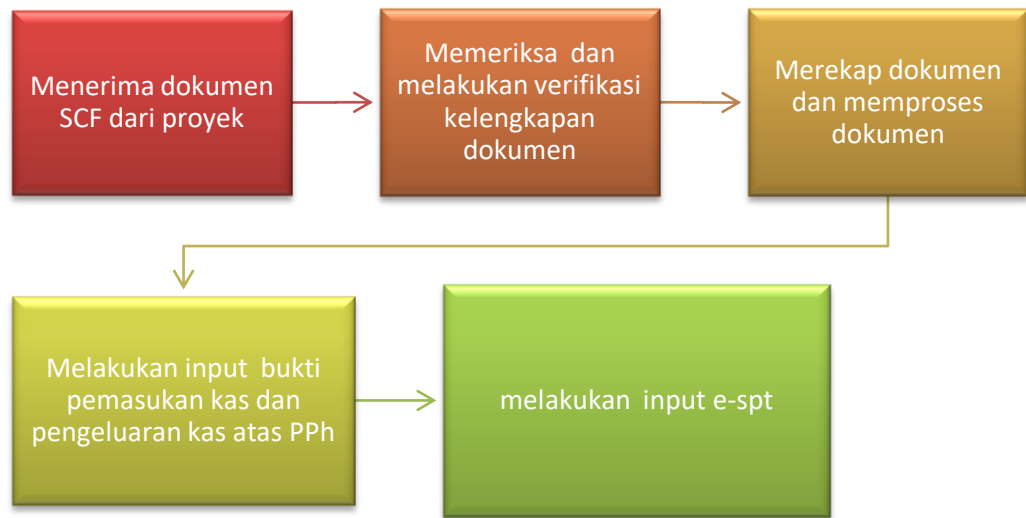 Menerima dokumen
SCF dari proyek
Memeriksa  dan
melakukan verifikasi
kelengkapan
dokumen
Merekap dokumen
dan memproses
dokumen
Melakukan input  bukti
pemasukan kas dan
pengeluaran kas atas PPh
melakukan  input e-spt